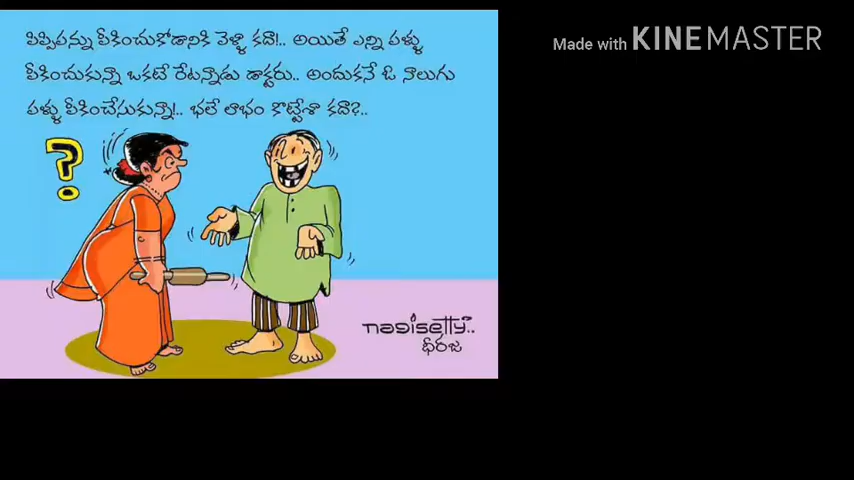 పిప్పిపన్ను పీకించుకోడానికి వెళ్ళా కదా!.. అయితే ఎన్ని పళ్ళు
పీకించుకున్నా ఒకటే రేటన్నాడు డాక్టరు.. అందుకనే ఓ నాలుగు
పళ్ళు పీకించేసుకున్నా!.. భలే లాభం కొట్టేశా కదా?..
?
nagisetty..
ధీరజ
Made with KINEMASTER